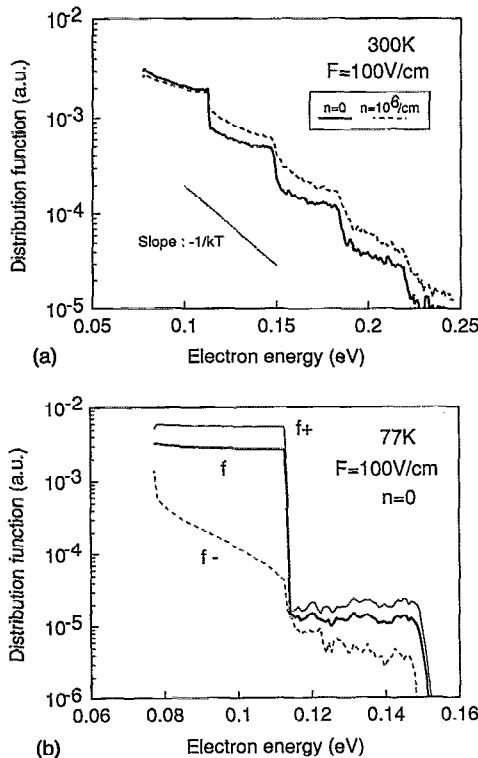 10⁻²
300K
F=100V/cm
n=0 n=10⁶/cm
10⁻³
Distribution function (a.u.)
10⁻⁴
Slope : -1/kT
10⁻⁵
0.05 0.1 0.15 0.2 0.25
(a) Electron energy (eV)
10⁻²
f+ 77K
10⁻³
f F=100V/cm
n=0
Distribution function (a.u.)
10⁻⁴
f -
10⁻⁵
10⁻⁶
0.06 0.08 0.1 0.12 0.14 0.16
(b) Electron energy (eV)